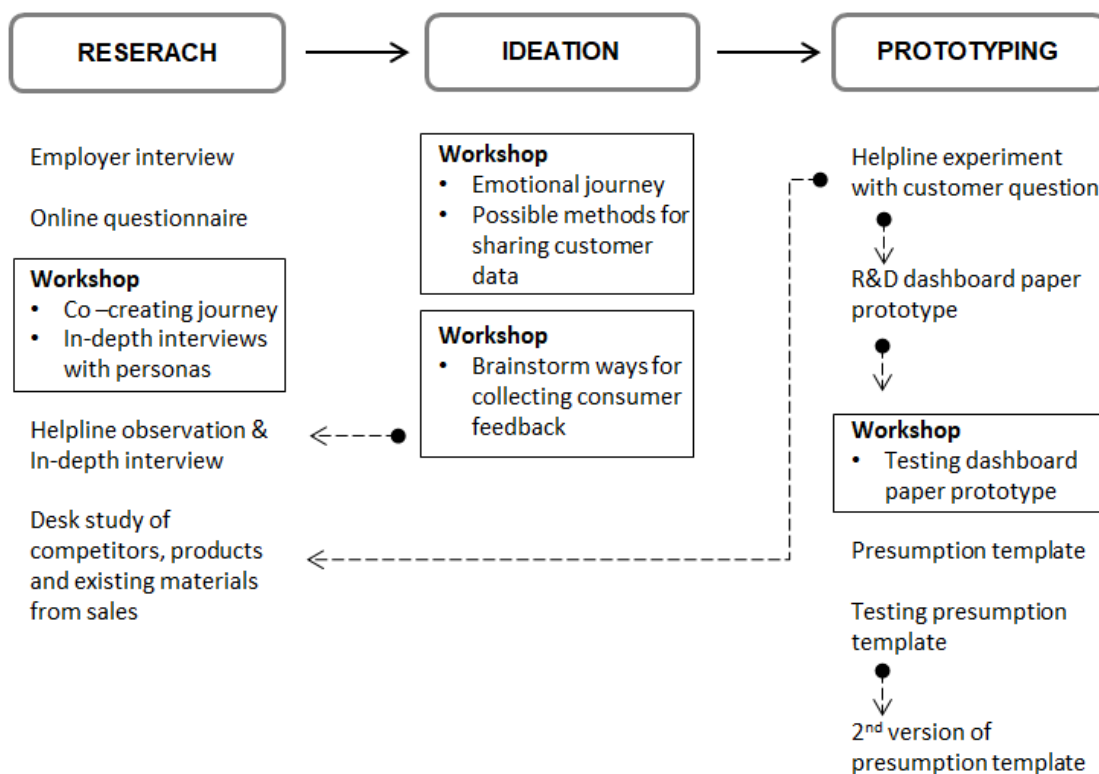 RESERACH
IDEATION
PROTOTYPING
Employer interview
Online questionnaire
Workshop
• Co –creating journey
• In-depth interviews
with personas
Helpline observation &
In-depth interview
Desk study of
competitors, products
and existing materials
from sales
Workshop
• Emotional journey
• Possible methods for
sharing customer
data
Workshop
• Brainstorm ways for
collecting consumer
feedback
Helpline experiment
with customer question
R&D dashboard paper
prototype
Workshop
• Testing dashboard
paper prototype
Presumption template
Testing presumption
template
2nd version of
presumption template